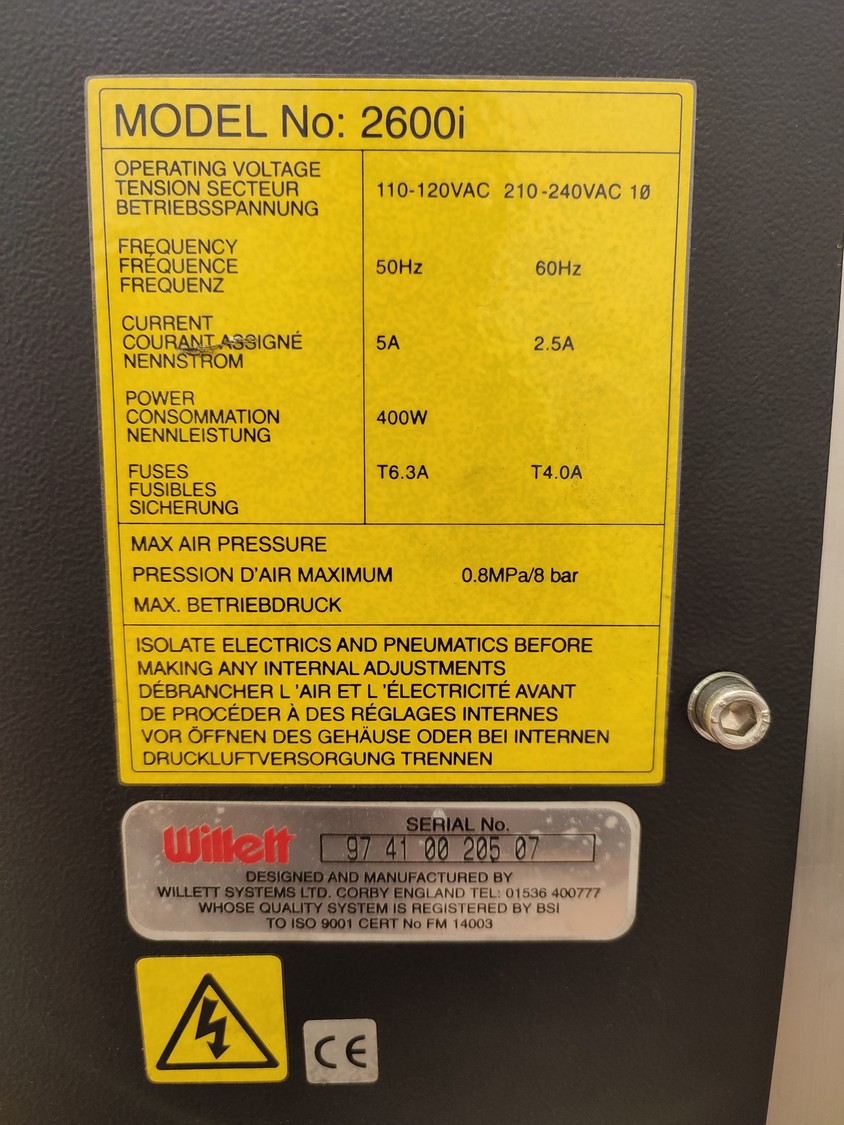 MODEL No: 2600i
OPERATING VOLTAGE
TENSION SECTEUR 110-120VAC 210-240VAC 1Ø
BETRIEBSSPANNUNG
FREQUENCY
FRÉQUENCE 50Hz 60Hz
FREQUENZ
CURRENT
COURANT ASSIGNÉ 5A 2.5A
NENNSTROM
POWER
CONSOMMATION 400W
NENNLEISTUNG
FUSES T6.3A T4.0A
FUSIBLES
SICHERUNG
MAX AIR PRESSURE
PRESSION D'AIR MAXIMUM 0.8MPa/8 bar
MAX. BETRIEBDRUCK
ISOLATE ELECTRICS AND PNEUMATICS BEFORE
MAKING ANY INTERNAL ADJUSTMENTS
DÉBRANCHER L'AIR ET L'ÉLECTRICITÉ AVANT
DE PROCÉDER À DES RÉGLAGES INTERNES
VOR ÖFFNEN DES GEHÄUSE ODER BEI INTERNEN
DRUCKLUFTVERSORGUNG TRENNEN
Willett
SERIAL No.
97 41 00 205 07
DESIGNED AND MANUFACTURED BY
WILLETT SYSTEMS LTD. CORBY ENGLAND TEL: 01536 400777
WHOSE QUALITY SYSTEM IS REGISTERED BY BSI
TO ISO 9001 CERT No FM 14003
CE